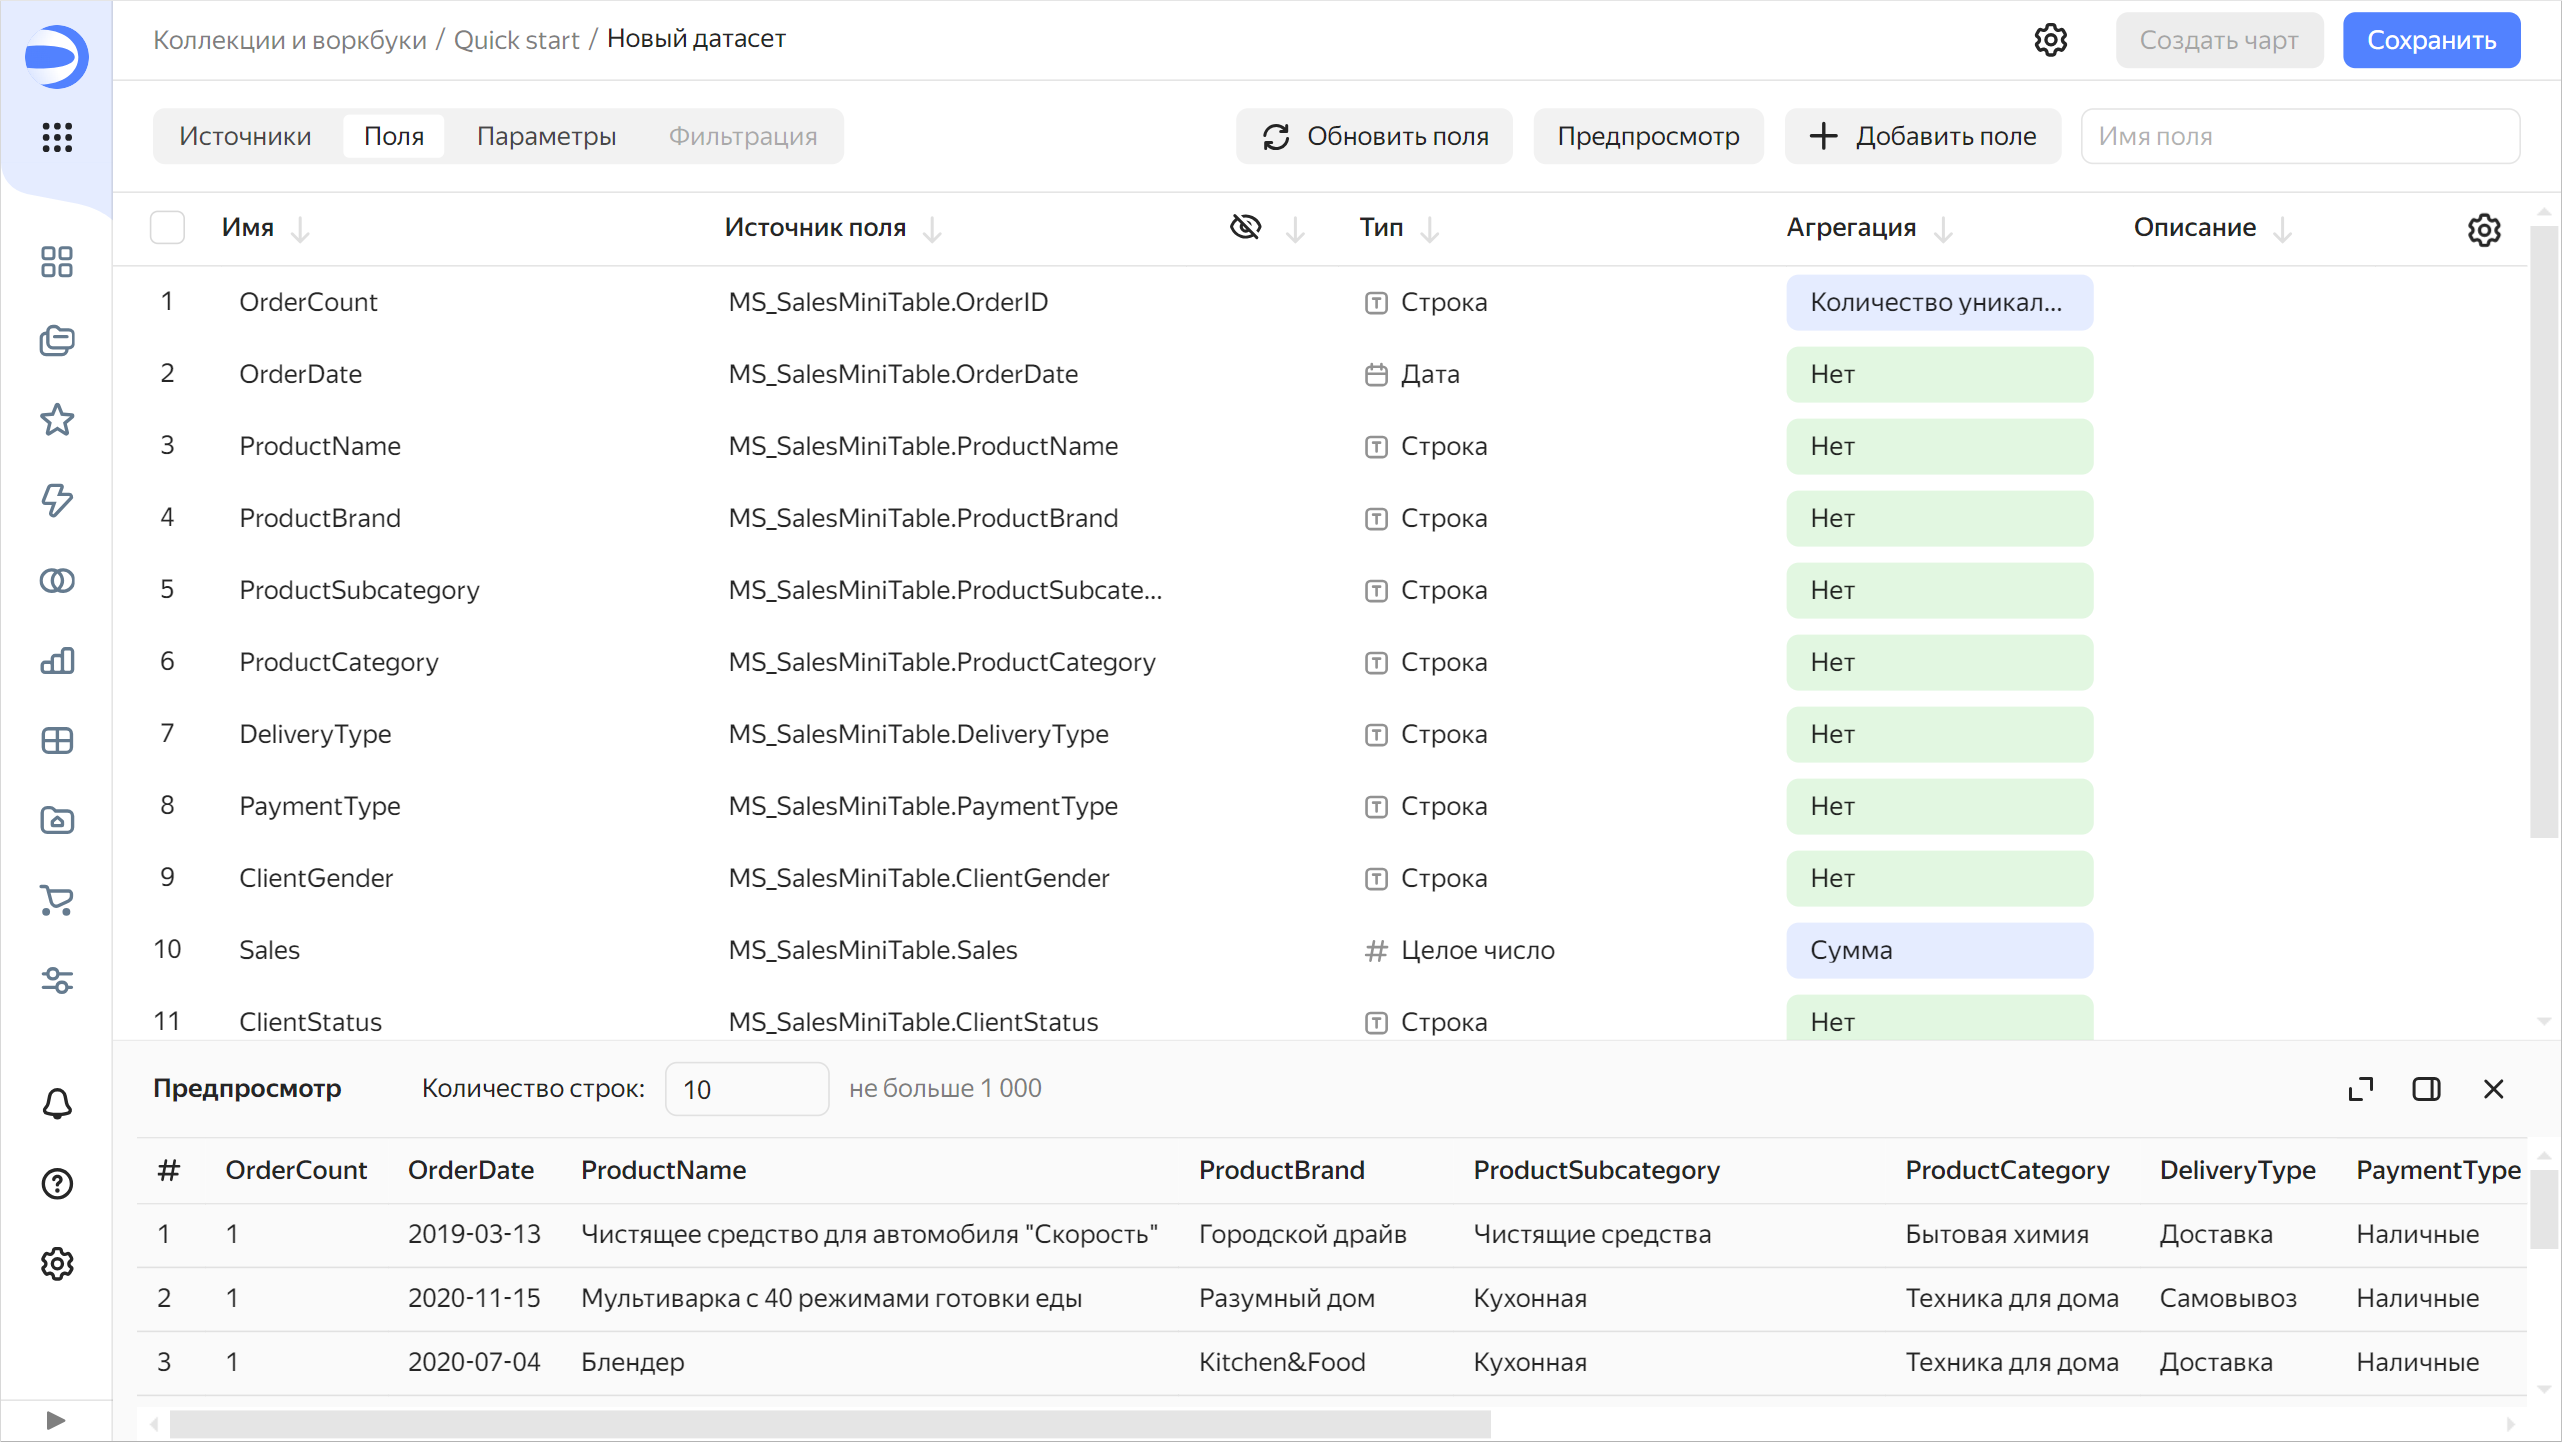 Коллекции и воркбуки / Quick start / Новый датасет
Создать чарт
Сохранить
Источники Поля Параметры Фильтрация
Обновить поля
Предпросмотр
Добавить поле
Имя поля
Имя Источник поля Тип Агрегация Описание
1 OrderCount MS_SalesMiniTable.OrderID Строка Количество уникал...
2 OrderDate MS_SalesMiniTable.OrderDate Дата Нет
3 ProductName MS_SalesMiniTable.ProductName Строка Нет
4 ProductBrand MS_SalesMiniTable.ProductBrand Строка Нет
5 ProductSubcategory MS_SalesMiniTable.ProductSubcate... Строка Нет
6 ProductCategory MS_SalesMiniTable.ProductCategory Строка Нет
7 DeliveryType MS_SalesMiniTable.DeliveryType Строка Нет
8 PaymentType MS_SalesMiniTable.PaymentType Строка Нет
9 ClientGender MS_SalesMiniTable.ClientGender Строка Нет
10 Sales MS_SalesMiniTable.Sales Целое число Сумма
11 ClientStatus MS_SalesMiniTable.ClientStatus Строка Нет
Предпросмотр Количество строк: 10 не больше 1 000
# OrderCount OrderDate ProductName ProductBrand ProductSubcategory ProductCategory DeliveryType PaymentType
1 1 2019-03-13 Чистящее средство для автомобиля "Скорость" Городской драйв Чистящие средства Бытовая химия Доставка Наличные
2 1 2020-11-15 Мультиварка с 40 режимами готовки еды Разумный дом Кухонная Техника для дома Самовывоз Наличные
3 1 2020-07-04 Блендер Kitchen&Food Кухонная Техника для дома Доставка Наличные